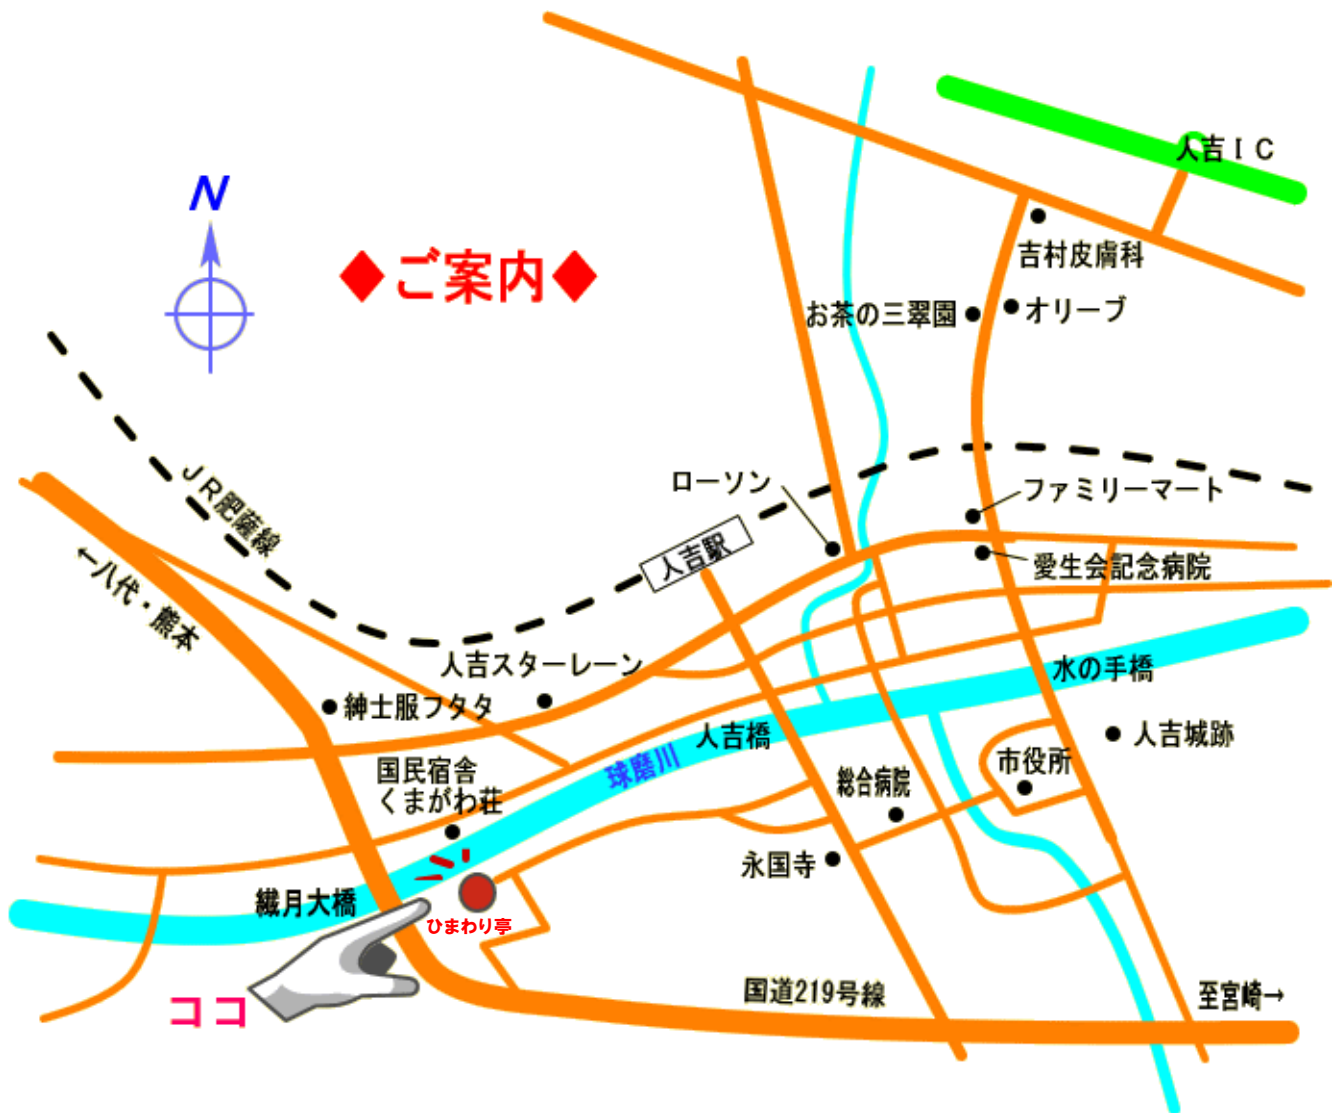 人吉ＩＣ
N
◆ご案内◆
吉村皮膚科
お茶の三翠園
オリーブ
ローソン
ファミリーマート
JR肥薩線
人吉駅
愛生会記念病院
←八代・熊本
人吉スターレーン
水の手橋
紳士服フタタ
人吉橋
人吉城跡
球磨川
国民宿舎
くまがわ荘
市役所
総合病院
永国寺
繊月大橋
ひまわり亭
ココ
国道219号線
至宮崎→